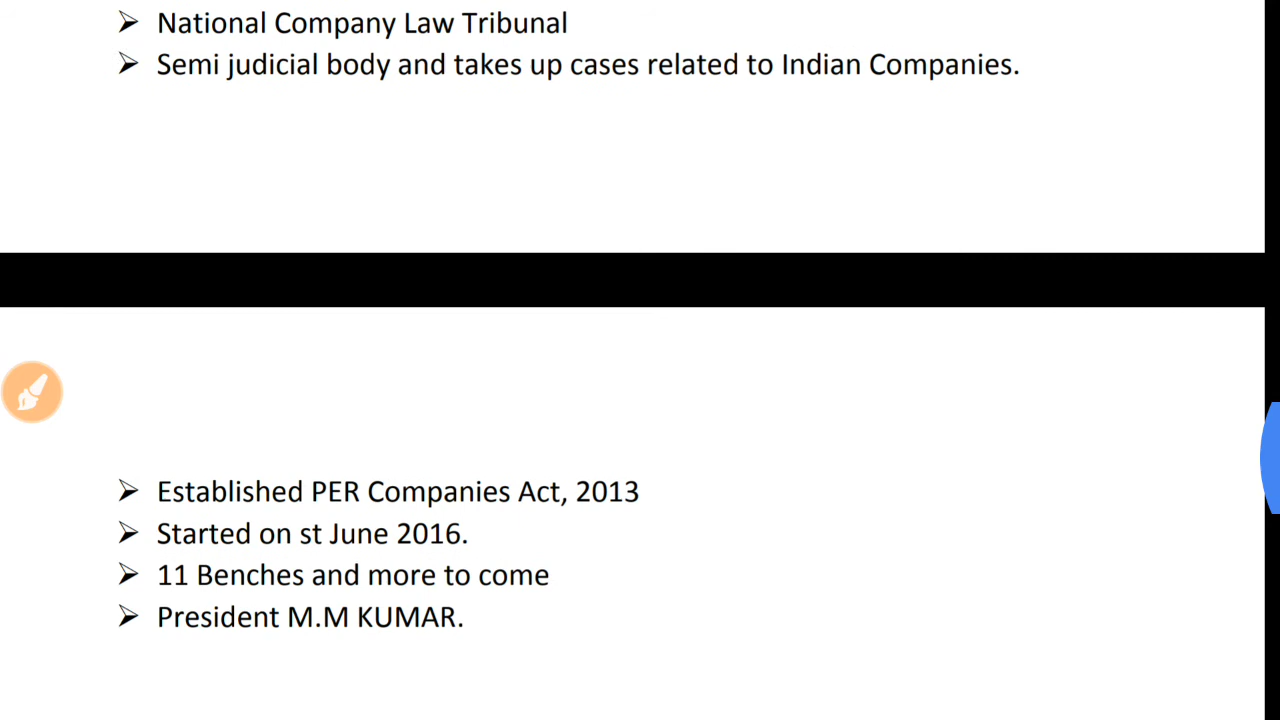 National Company Law Tribunal
Semi judicial body and takes up cases related to Indian Companies.
Established PER Companies Act, 2013
Started on st June 2016.
11 Benches and more to come
President M.M KUMAR.